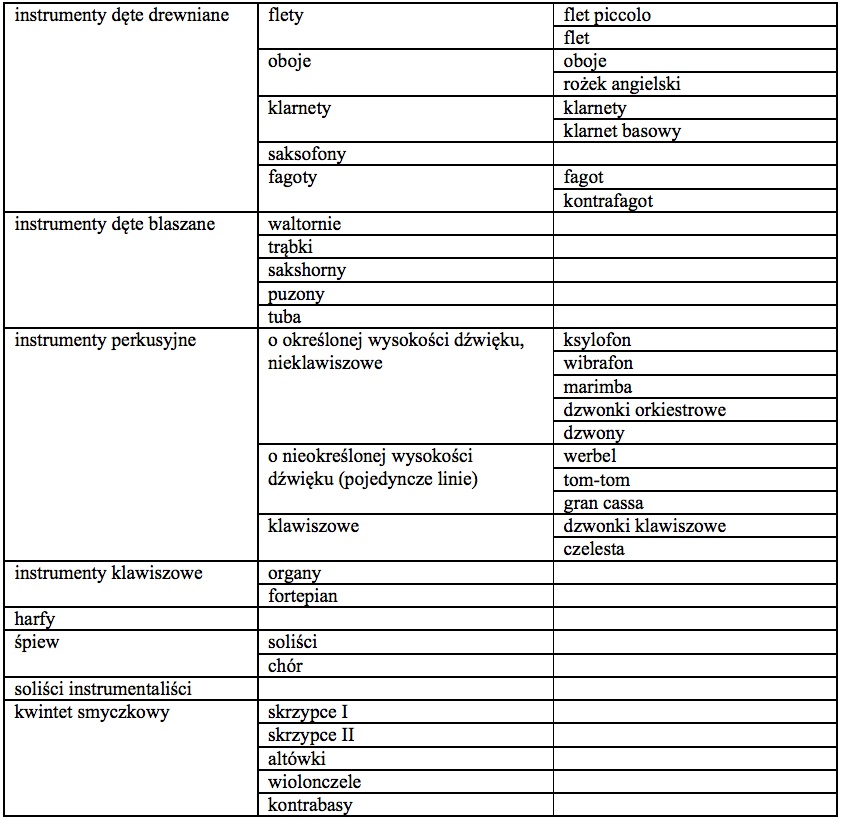 instrumenty dęte drewniane flety flet piccolo
flet
oboje oboje
rożek angielski
klarnety klarnety
klarnet basowy
saksofony
fagoty fagot
kontrafagot
instrumenty dęte blaszane waltornie
trąbki
sakshorny
puzony
tuba
instrumenty perkusyjne o określonej wysokości dźwięku, ksylofon
nieklawiszowe wibrafon
marimba
dzwonki orkiestrowe
dzwony
o nieokreślonej wysokości werbel
dźwięku (pojedyncze linie) tom-tom
gran cassa
klawiszowe dzwonki klawiszowe
czelesta
instrumenty klawiszowe organy
fortepian
harfy
śpiew soliści
chór
soliści instrumentaliści
kwintet smyczkowy skrzypce I
skrzypce II
altówki
wiolonczele
kontrabasy